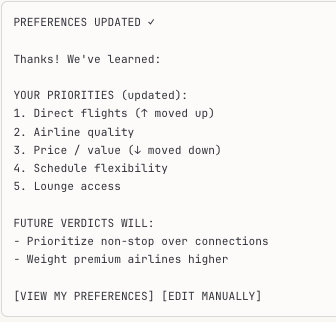 PREFERENCES UPDATED ✓
Thanks! We've learned:
YOUR PRIORITIES (updated):
1. Direct flights (↑ moved up)
2. Airline quality
3. Price / value (↓ moved down)
4. Schedule flexibility
5. Lounge access
FUTURE VERDICTS WILL:
- Prioritize non-stop over connections
- Weight premium airlines higher
[VIEW MY PREFERENCES] [EDIT MANUALLY]